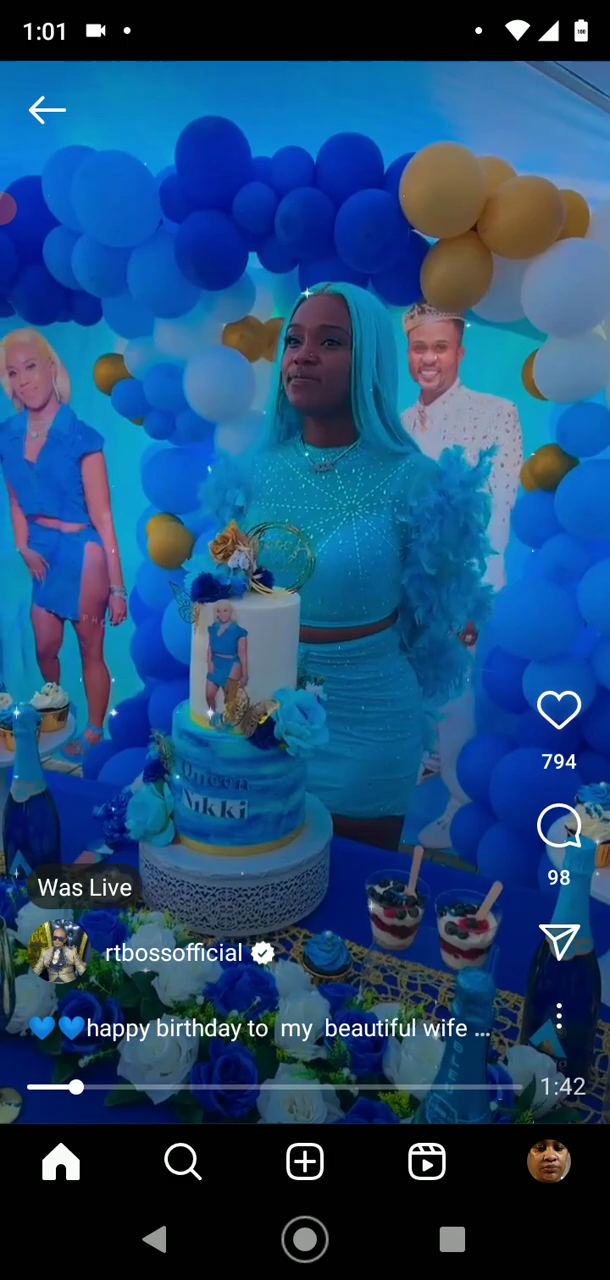 1:01
Queen
Nikki
Was Live
rtbossofficial
💙💙happy birthday to my beautiful wife ...
794
98
1:42